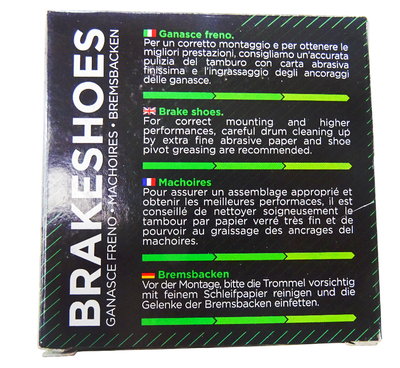 BRAKESHOES
GANASCE FRENO • MACHOIRES • BREMSBACKEN
Ganasce freno.
Per un corretto montaggio e per ottenere le
migliori prestazioni, consigliamo un'accurata
pulizia del tamburo con carta abrasiva
finissima e l'ingrassaggio degli ancoraggi
delle ganasce.
Brake shoes.
For correct mounting and higher
performances, careful drum cleaning up
by extra fine abrasive paper and shoe
pivot greasing are recommended.
Machoires
Pour assurer un assemblage approprié et
obtenir les meilleures performaces, il est
conseillé de nettoyer soigneusement le
tambour par papier verré très fin et de
pourvoir au graissage des ancrages del
machoires.
Bremsbacken
Vor der Montage, bitte die Trommel vorsichtig
mit feinem Schleifpapier reinigen und die
Gelenke der Bremsbacken einfetten.